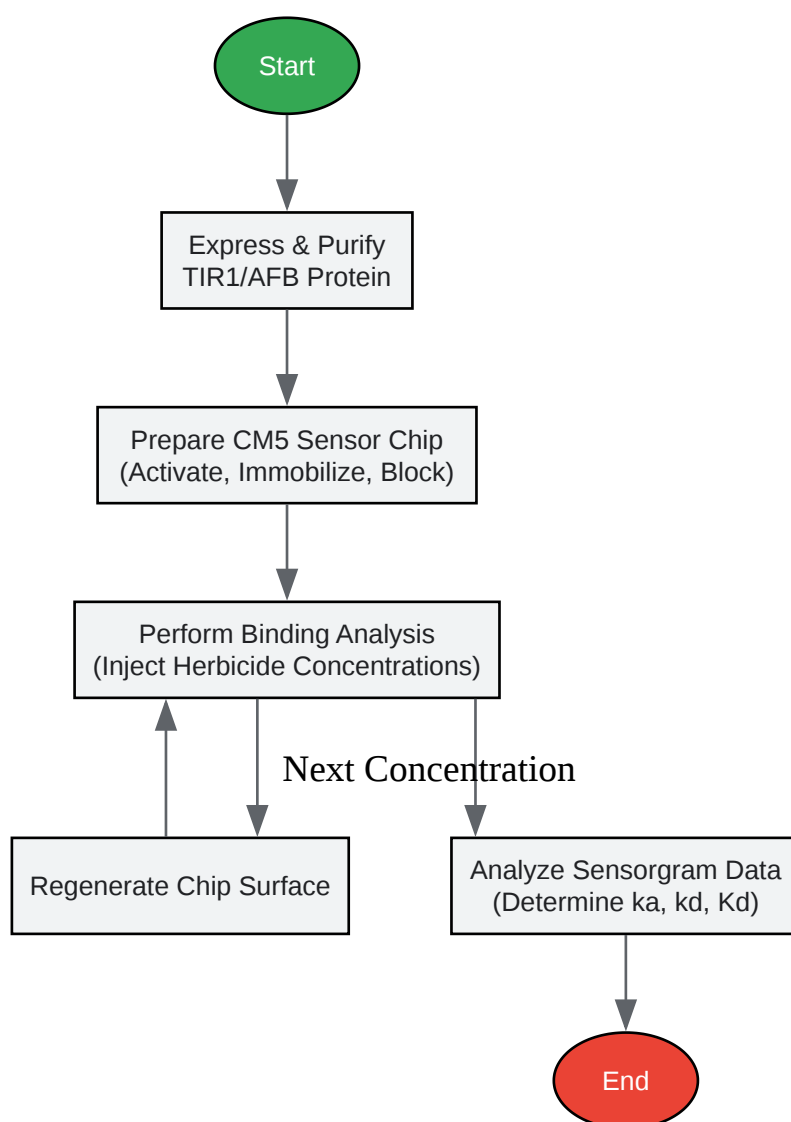 Start
Express & Purify
TIR1/AFB Protein
Prepare CM5 Sensor Chip
(Activate, Immobilize, Block)
Perform Binding Analysis
(Inject Herbicide Concentrations)
Next Concentration
Regenerate Chip Surface
Analyze Sensorgram Data
(Determine ka, kd, Kd)
End